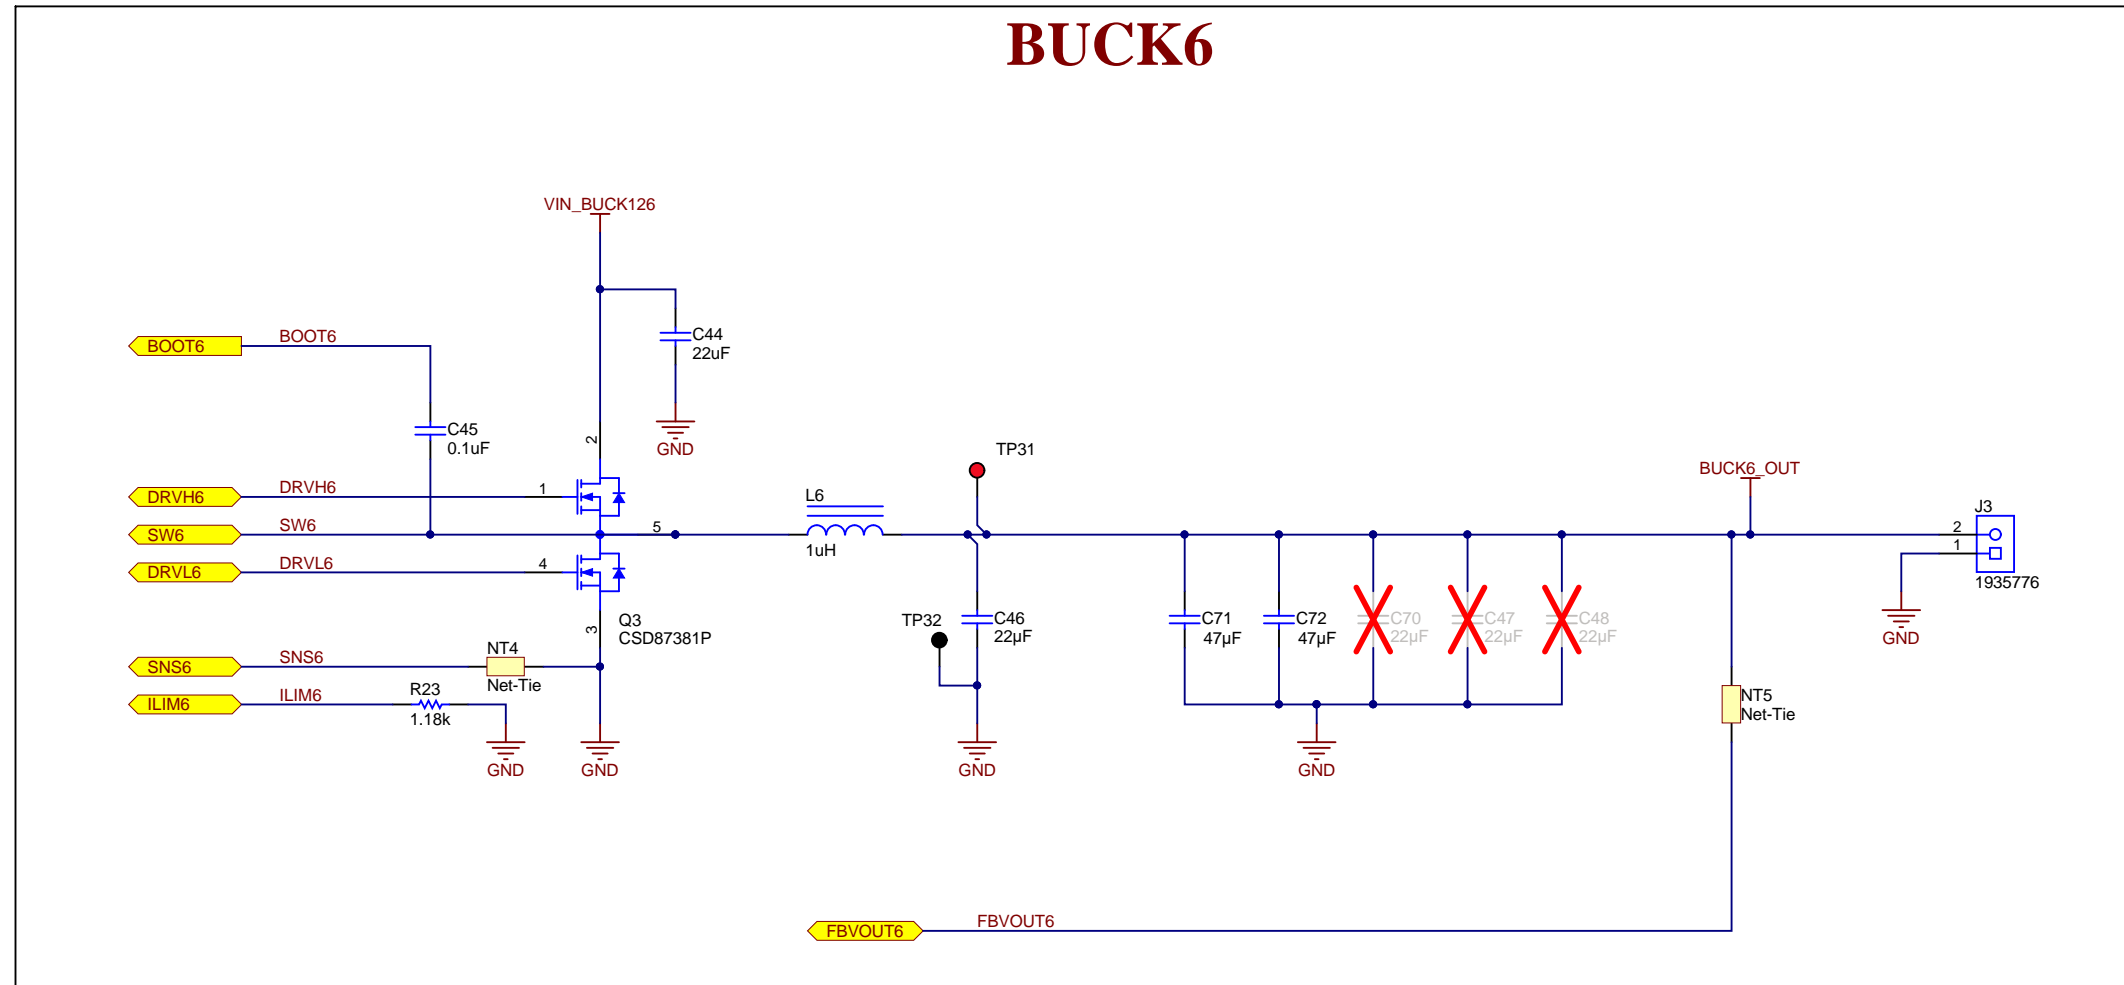 BUCK6
VIN_BUCK126
BOOT6
BOOT6
C44
22uF
GND
C45
0.1uF
2
DRVH6
DRVH6
1
SW6
SW6
5
DRVL6
DRVL6
4
3
Q3
CSD87381P
SNS6
SNS6
NT4
Net-Tie
ILIM6
ILIM6
R23
1.18k
GND
GND
L6
1uH
TP31
TP32
C46
22µF
GND
C71
47µF
C72
47µF
C70
22µF
C47
22µF
C48
22µF
GND
BUCK6_OUT
J3
2
1
1935776
GND
NT5
Net-Tie
FBVOUT6
FBVOUT6